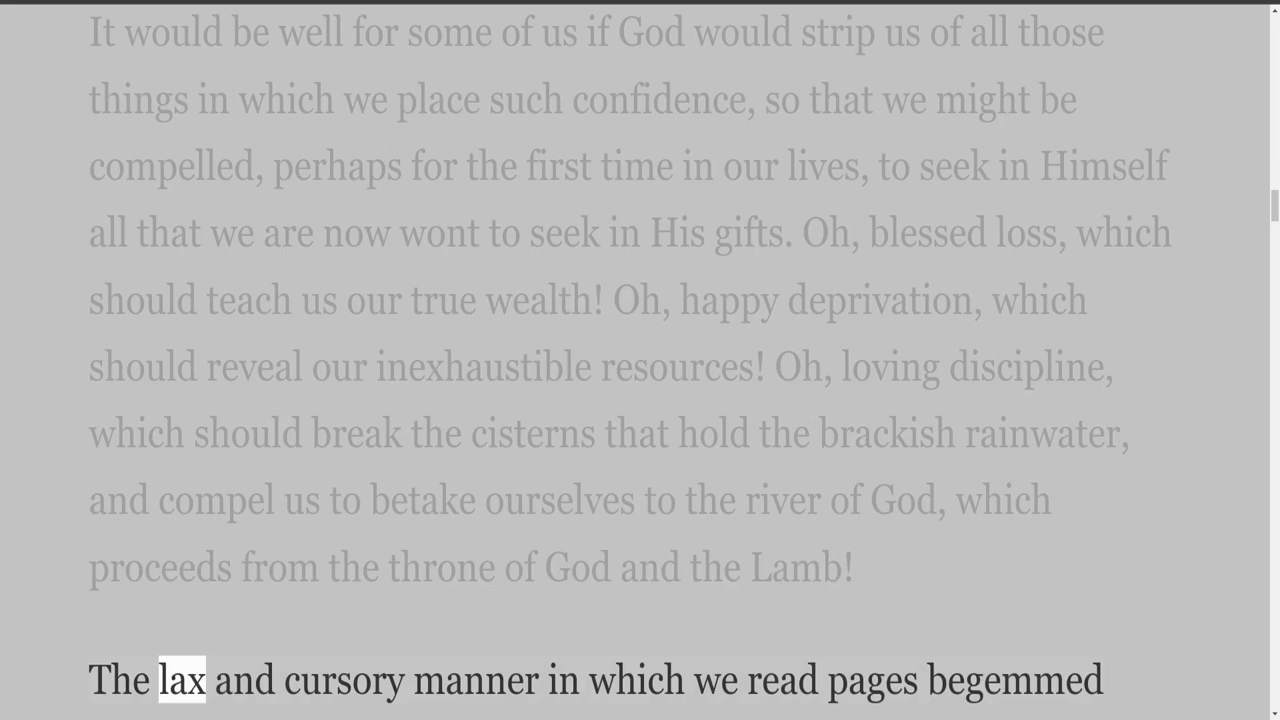 It would be well for some of us if God would strip us of all those
things in which we place such confidence, so that we might be
compelled, perhaps for the first time in our lives, to seek in Himself
all that we are now wont to seek in His gifts. Oh, blessed loss, which
should teach us our true wealth! Oh, happy deprivation, which
should reveal our inexhaustible resources! Oh, loving discipline,
which should break the cisterns that hold the brackish rainwater,
and compel us to betake ourselves to the river of God, which
proceeds from the throne of God and the Lamb!
The lax and cursory manner in which we read pages begemmed